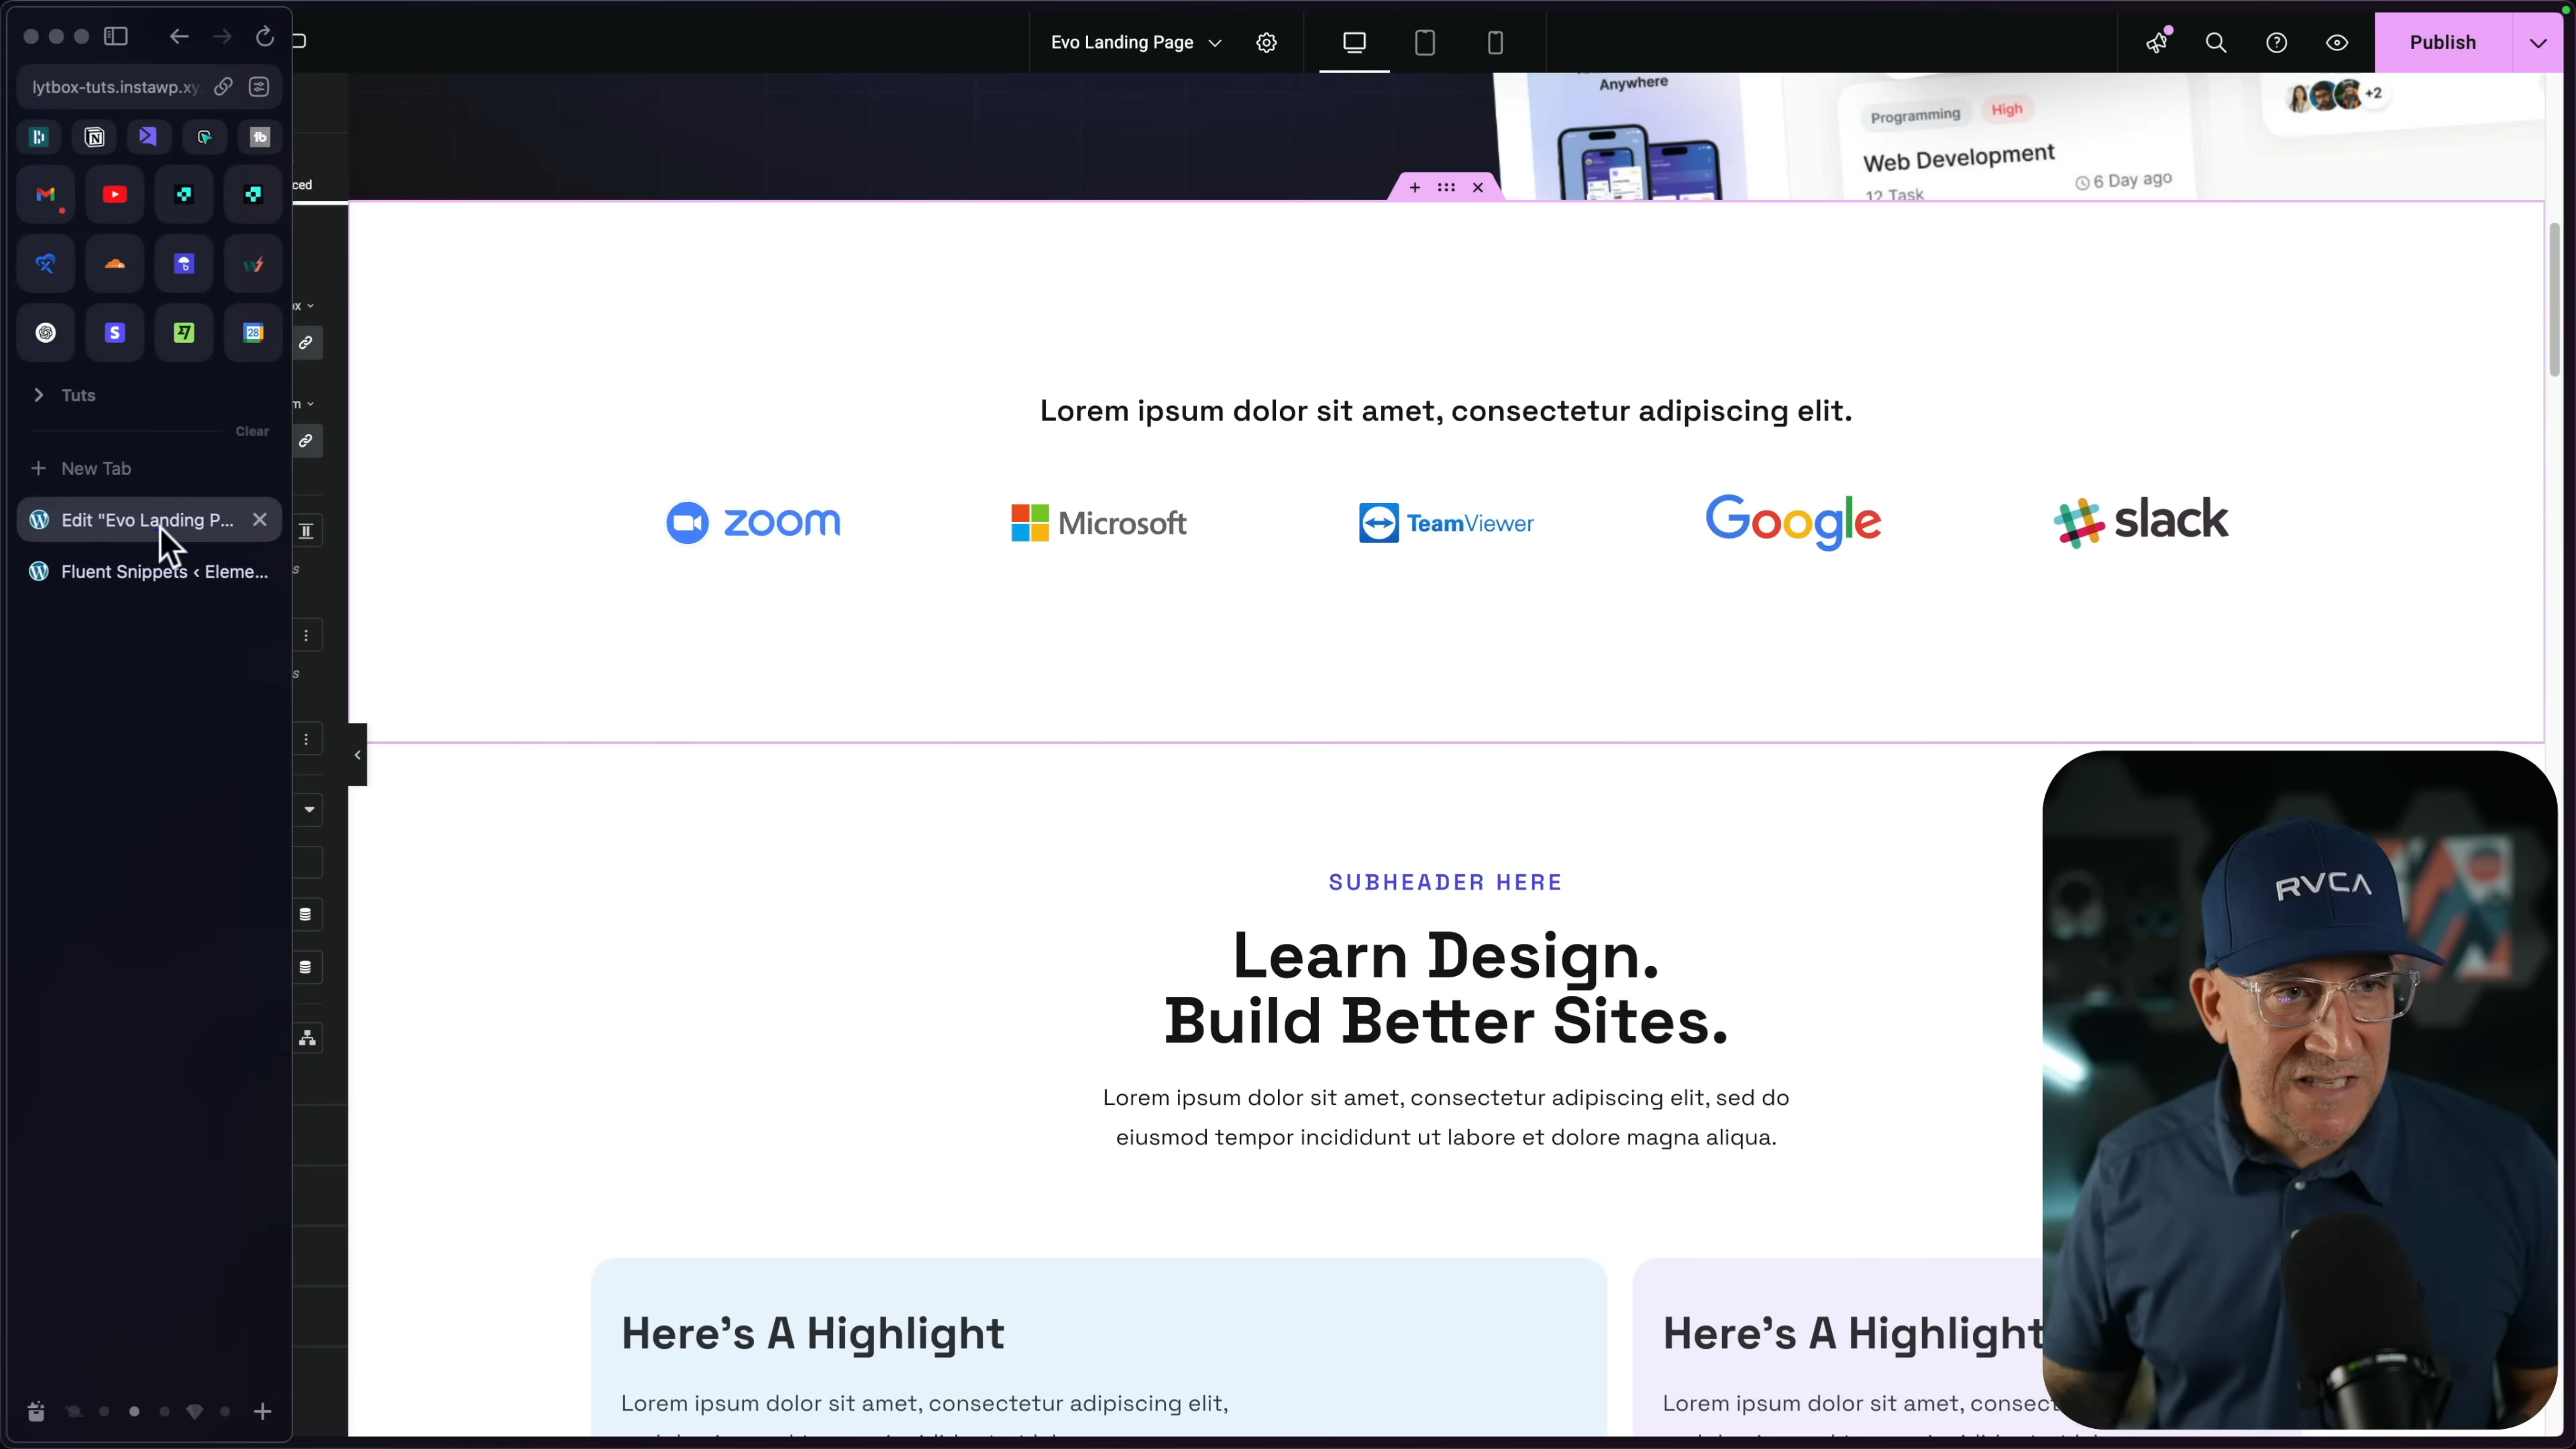 Evo Landing Page
Publish
lytbox-tuts.instawp.xy
ced
Anywhere
Programming
High
+2
Web Development
12 Task
6 Day ago
28
Tuts
Clear
New Tab
Edit "Evo Landing P...
Fluent Snippets ‹ Eleme...
Lorem ipsum dolor sit amet, consectetur adipiscing elit.
zoom
Microsoft
TeamViewer
Google
slack
SUBHEADER HERE
Learn Design.
Build Better Sites.
Lorem ipsum dolor sit amet, consectetur adipiscing elit, sed do
eiusmod tempor incididunt ut labore et dolore magna aliqua.
RVCA
Here's A Highlight
Here's A Highlight
Lorem ipsum dolor sit amet, consectetur adipiscing elit,
Lorem ipsum dolor sit amet, consect